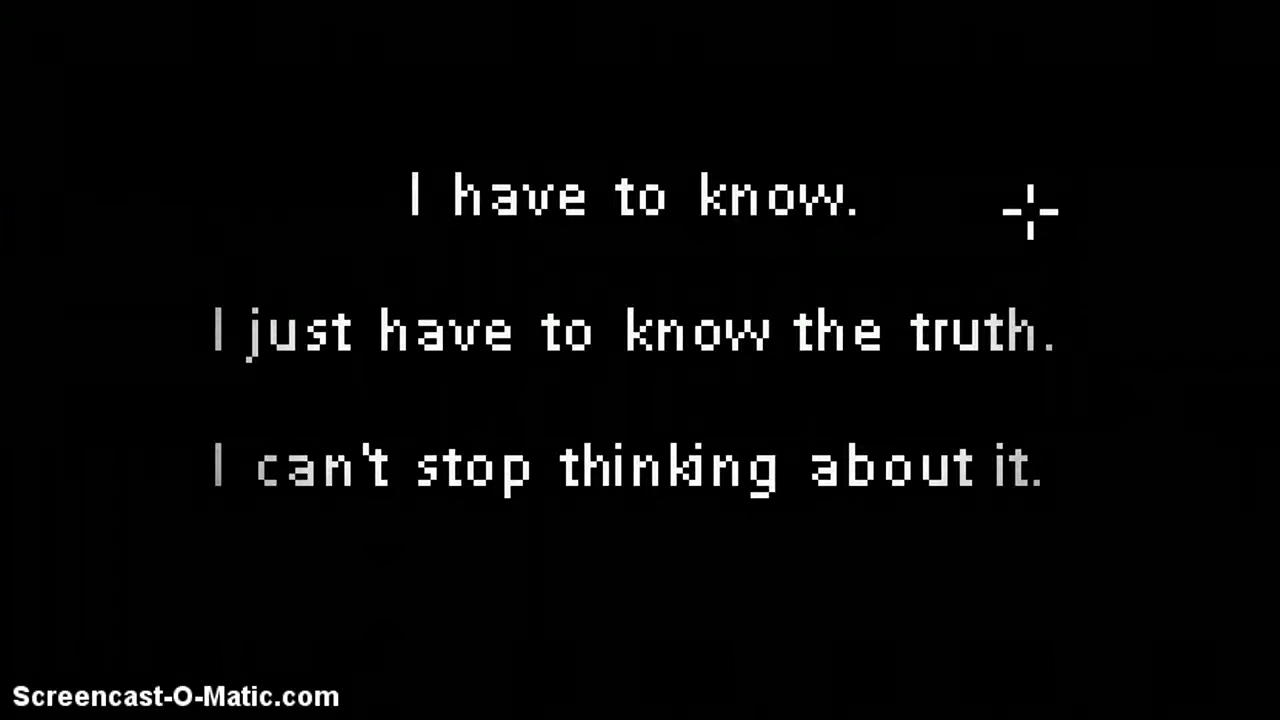 I have to know.
I just have to know the truth.
I can't stop thinking about it.
Screencast-O-Matic.com